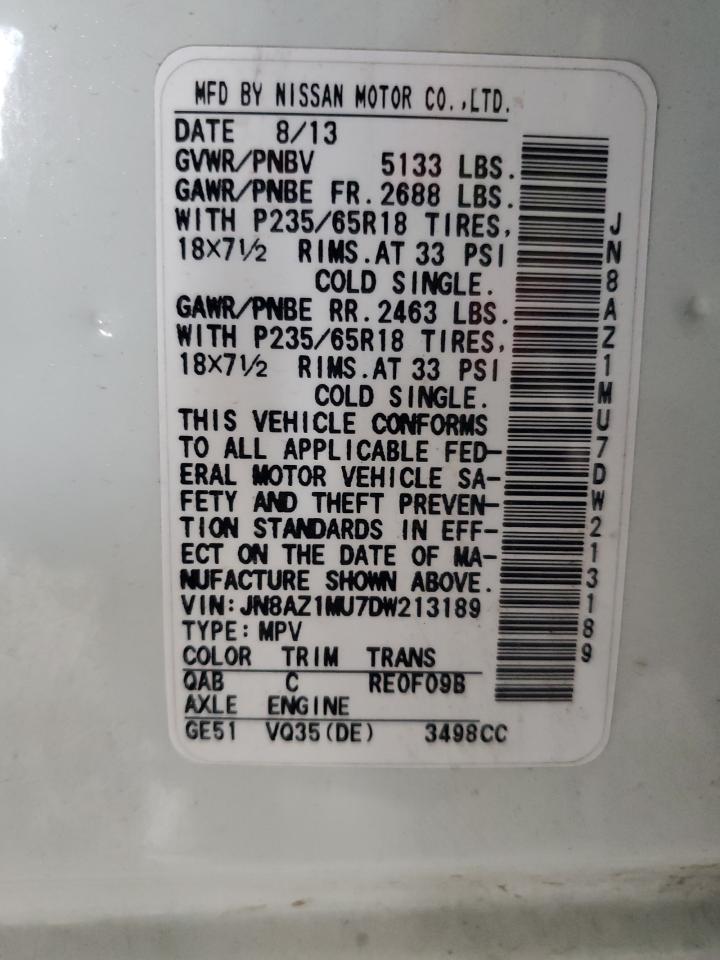 MFD BY NISSAN MOTOR CO.,LTD.
DATE 8/13
GVWR/PNBV 5133 LBS.
GAWR/PNBE FR.2688 LBS.
WITH P235/65R18 TIRES,
18X7½ RIMS.AT 33 PSI
COLD SINGLE.
GAWR/PNBE RR.2463 LBS.
WITH P235/65R18 TIRES,
18X7½ RIMS.AT 33 PSI
COLD SINGLE.
THIS VEHICLE CONFORMS
TO ALL APPLICABLE FED-
ERAL MOTOR VEHICLE SA-
FETY AND THEFT PREVEN-
TION STANDARDS IN EFF-
ECT ON THE DATE OF MA-
NUFACTURE SHOWN ABOVE.
VIN:JN8AZ1MU7DW213189
TYPE:MPV
COLOR TRIM TRANS
QAB C RE0F09B
AXLE ENGINE
GE51 VQ35(DE) 3498CC
JN8AZ1MU7DW213189